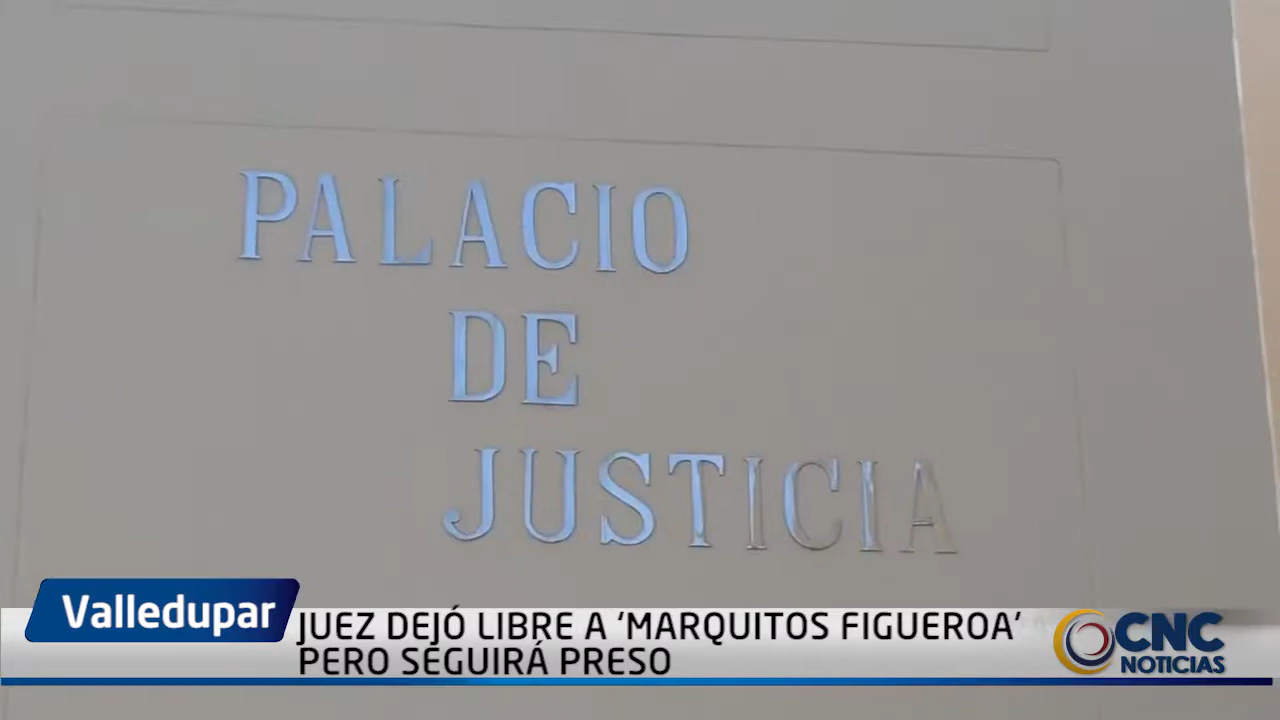 PALACIO
DE
JUSTICIA
Valledupar
JUEZ DEJÓ LIBRE A ‘MARQUITOS FIGUEROA’
PERO SEGUIRÁ PRESO
CNC
NOTICIAS